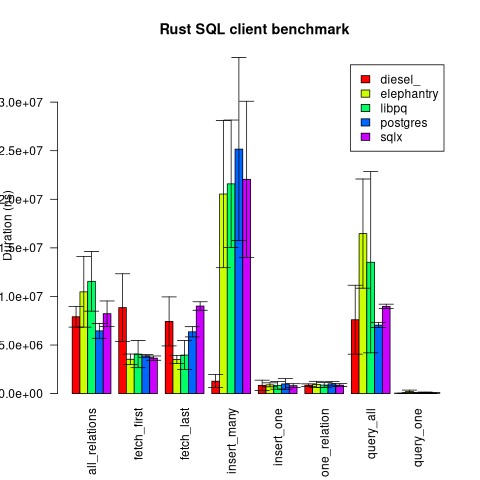 Rust SQL client benchmark
diesel_
elephantry
libpq
postgres
sqlx
3.0e+07
2.5e+07
2.0e+07
1.5e+07
1.0e+07
5.0e+06
0.0e+00
Duration (ns)
all_relations
fetch_first
fetch_last
insert_many
insert_one
one_relation
query_all
query_one